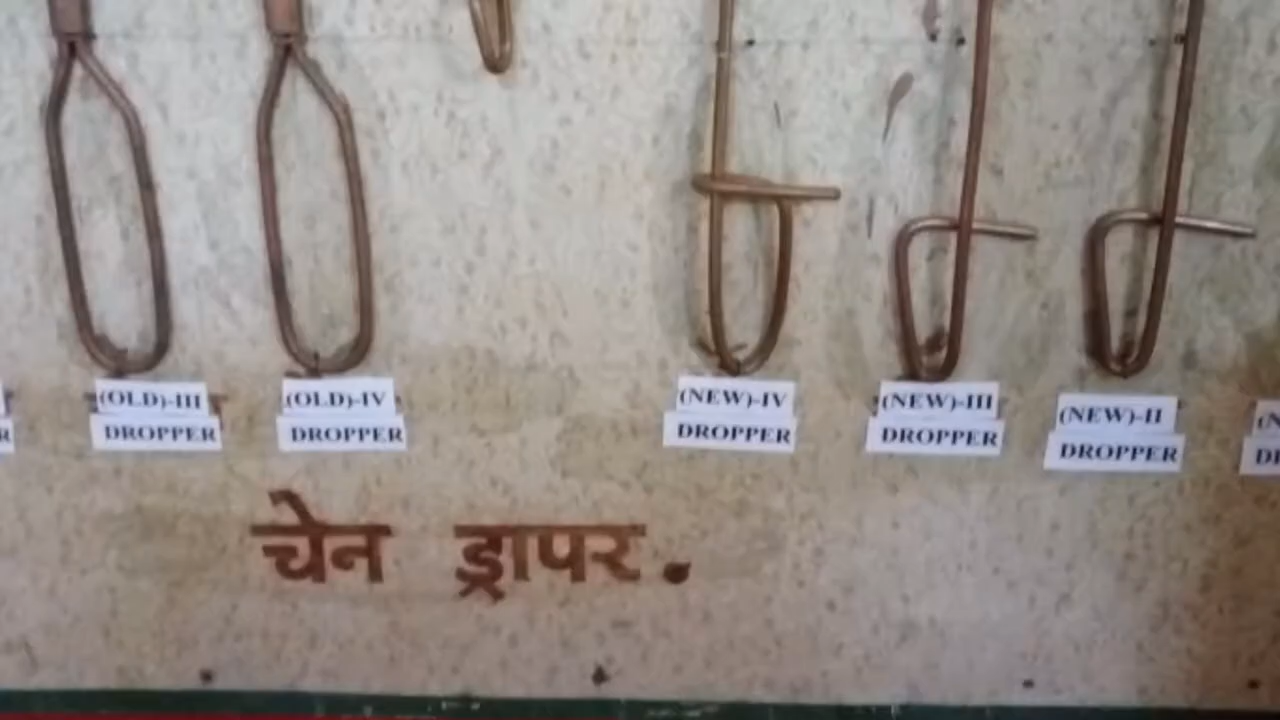 (OLD)-III
DROPPER
(OLD)-IV
DROPPER
(NEW)-IV
DROPPER
(NEW)-III
DROPPER
(NEW)-II
DROPPER
चेन ड्रापर.